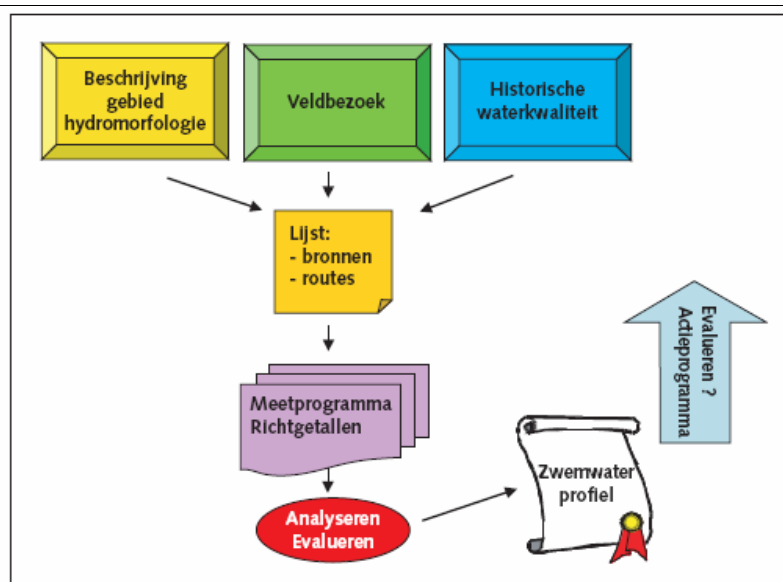 Beschrijving
gebied
hydromorfologie
Veldbezoek
Historische
waterkwaliteit
Lijst:
- bronnen
- routes
Meetprogramma
Richtgetallen
Analyseren
Evalueren
Zwemwater
profiel
Evalueren ?
Actieprogramma